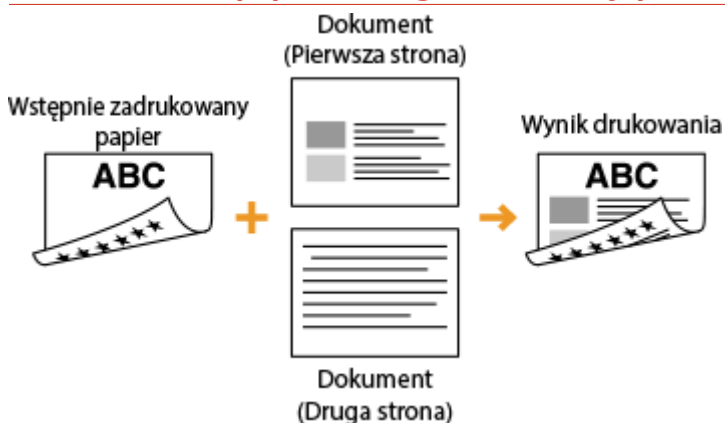 Dokument
(Pierwsza strona)
Wstępnie zadrukowany
papier
ABC
Wynik drukowania
ABC
Dokument
(Druga strona)